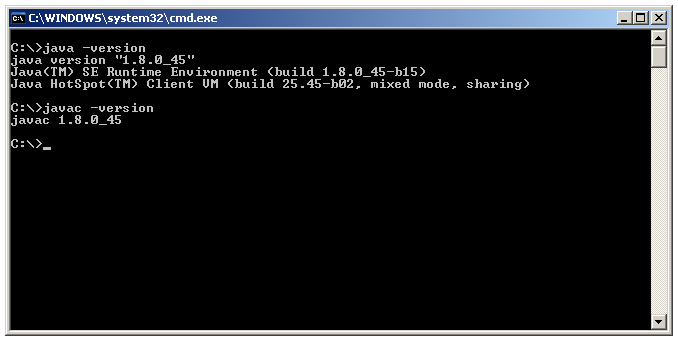 C:\WINDOWS\system32\cmd.exe
C:\>java -version
java version "1.8.0_45"
Java(TM) SE Runtime Environment (build 1.8.0_45-b15)
Java HotSpot(TM) Client VM (build 25.45-b02, mixed mode, sharing)
C:\>javac -version
javac 1.8.0_45
C:\>_